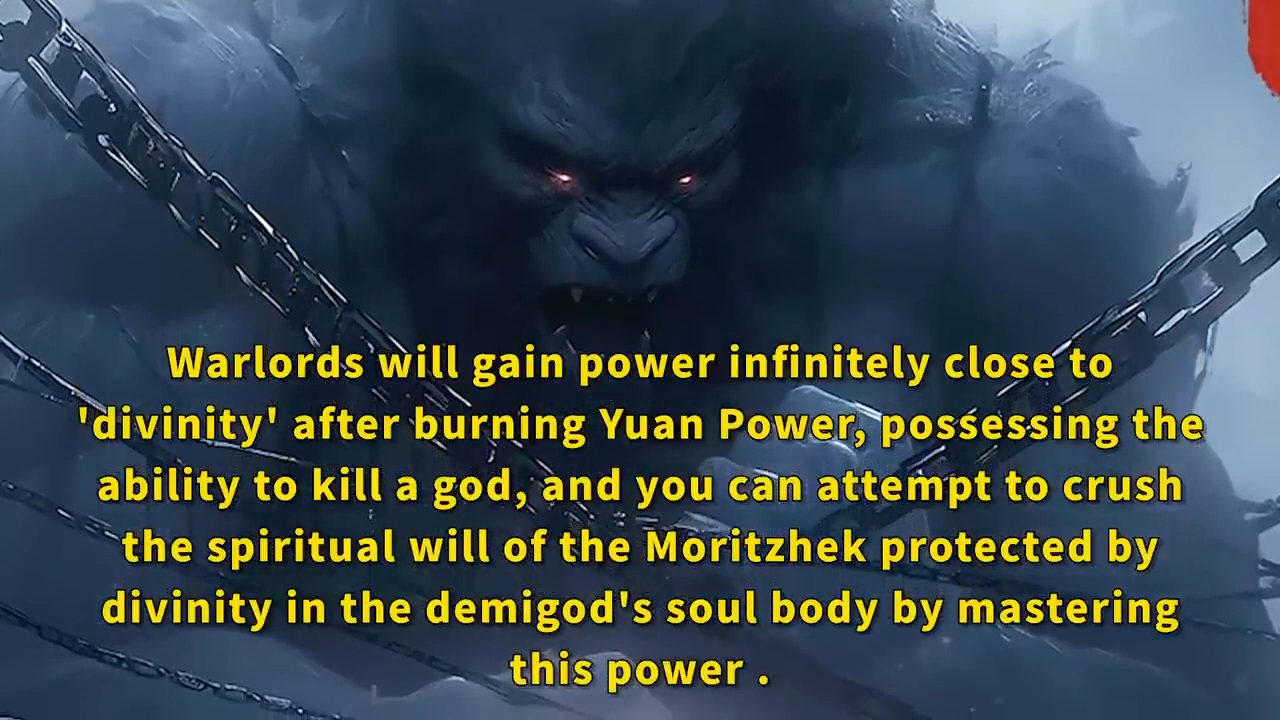 Warlords will gain power infinitely close to
'divinity' after burning Yuan Power, possessing the
ability to kill a god, and you can attempt to crush
the spiritual will of the Moritzhek protected by
divinity in the demigod's soul body by mastering
this power .